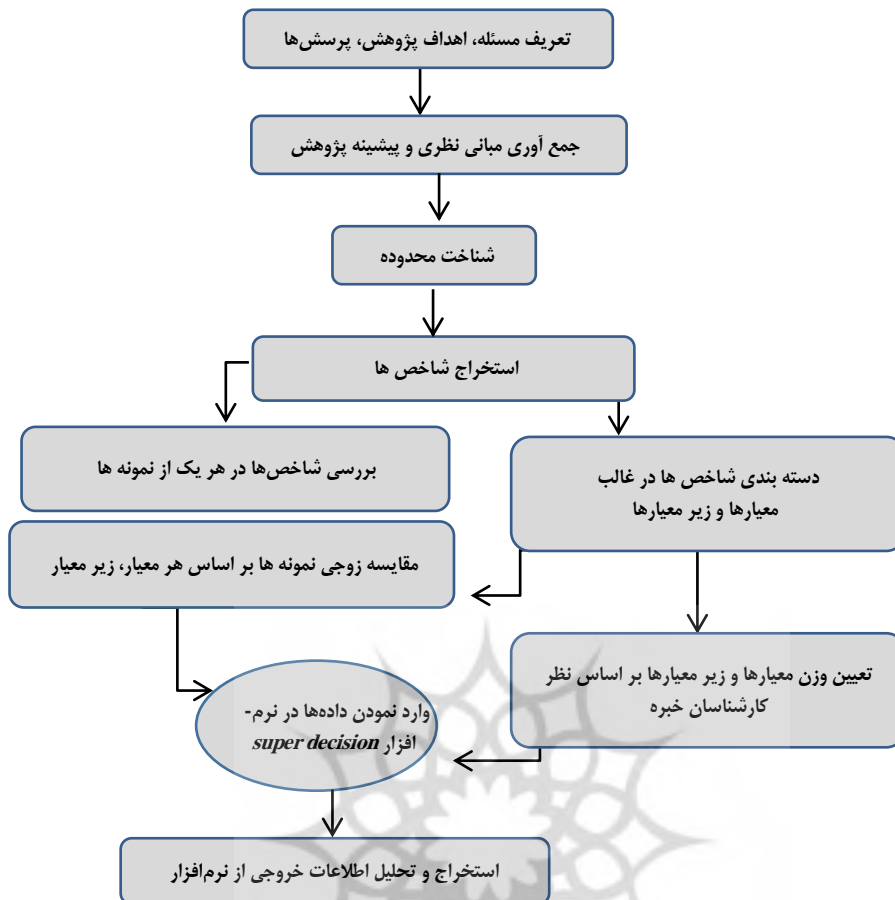 تعریف مسئله، اهداف پژوهش، پرسش‌ها
جمع آوری مبانی نظری و پیشینه پژوهش
شناخت محدوده
استخراج شاخص ها
بررسی شاخص‌ها در هر یک از نمونه ها
دسته بندی شاخص ها در غالب
معیارها و زیر معیارها
مقایسه زوجی نمونه ها بر اساس هر معیار، زیر معیار
تعیین وزن معیارها و زیر معیارها بر اساس نظر
کارشناسان خبره
وارد نمودن داده‌ها در نرم-
افزار super decision
استخراج و تحلیل اطلاعات خروجی از نرم‌افزار